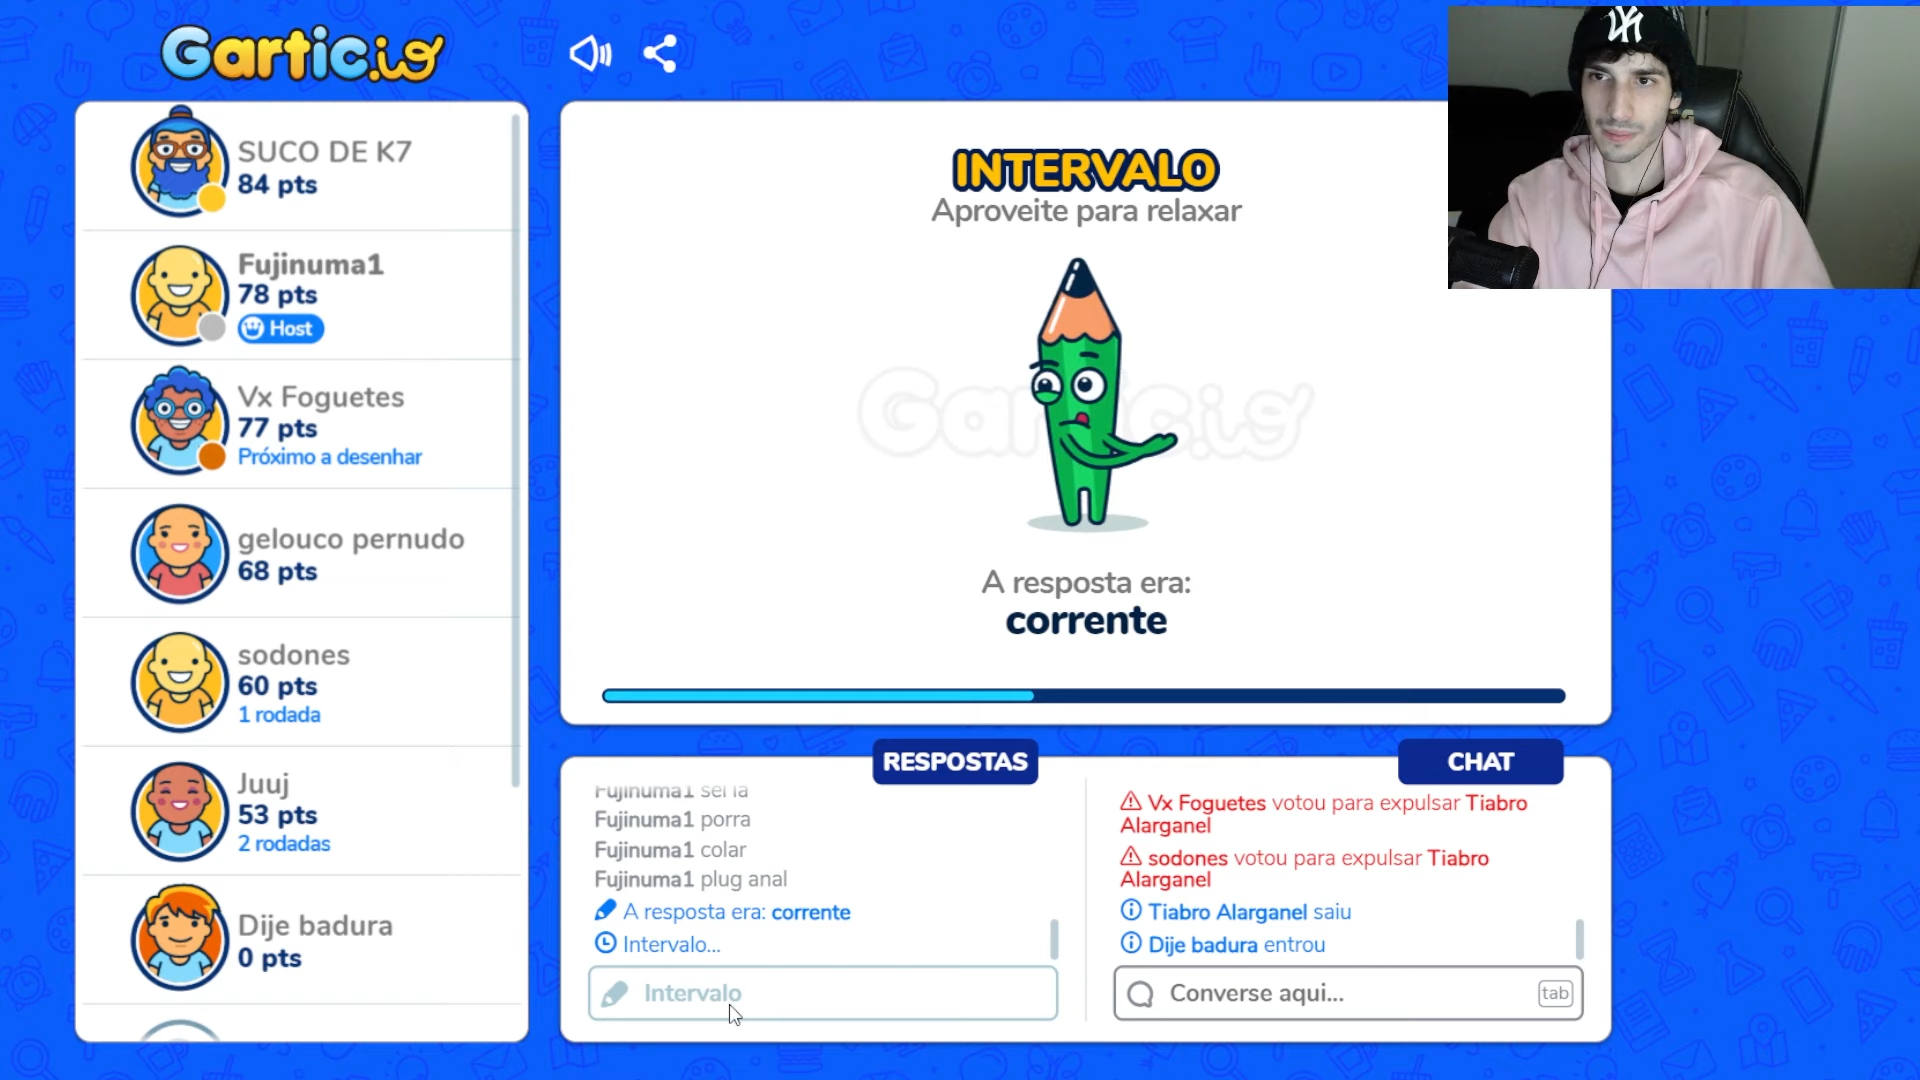 Gartic.io
SUCO DE K7
84 pts
Fujinuma1
78 pts
Host
Vx Foguetes
77 pts
Próximo a desenhar
gelouco pernudo
68 pts
sodones
60 pts
1 rodada
Juuj
53 pts
2 rodadas
Dije badura
0 pts
INTERVALO
Aproveite para relaxar
A resposta era:
corrente
RESPOSTAS
Fujinuma1 sei la
Fujinuma1 porra
Fujinuma1 colar
Fujinuma1 plug anal
A resposta era: corrente
Intervalo...
Intervalo
CHAT
Vx Foguetes votou para expulsar Tiabro
Alarganel
sodones votou para expulsar Tiabro
Alarganel
Tiabro Alarganel saiu
Dije badura entrou
Converse aqui...
tab